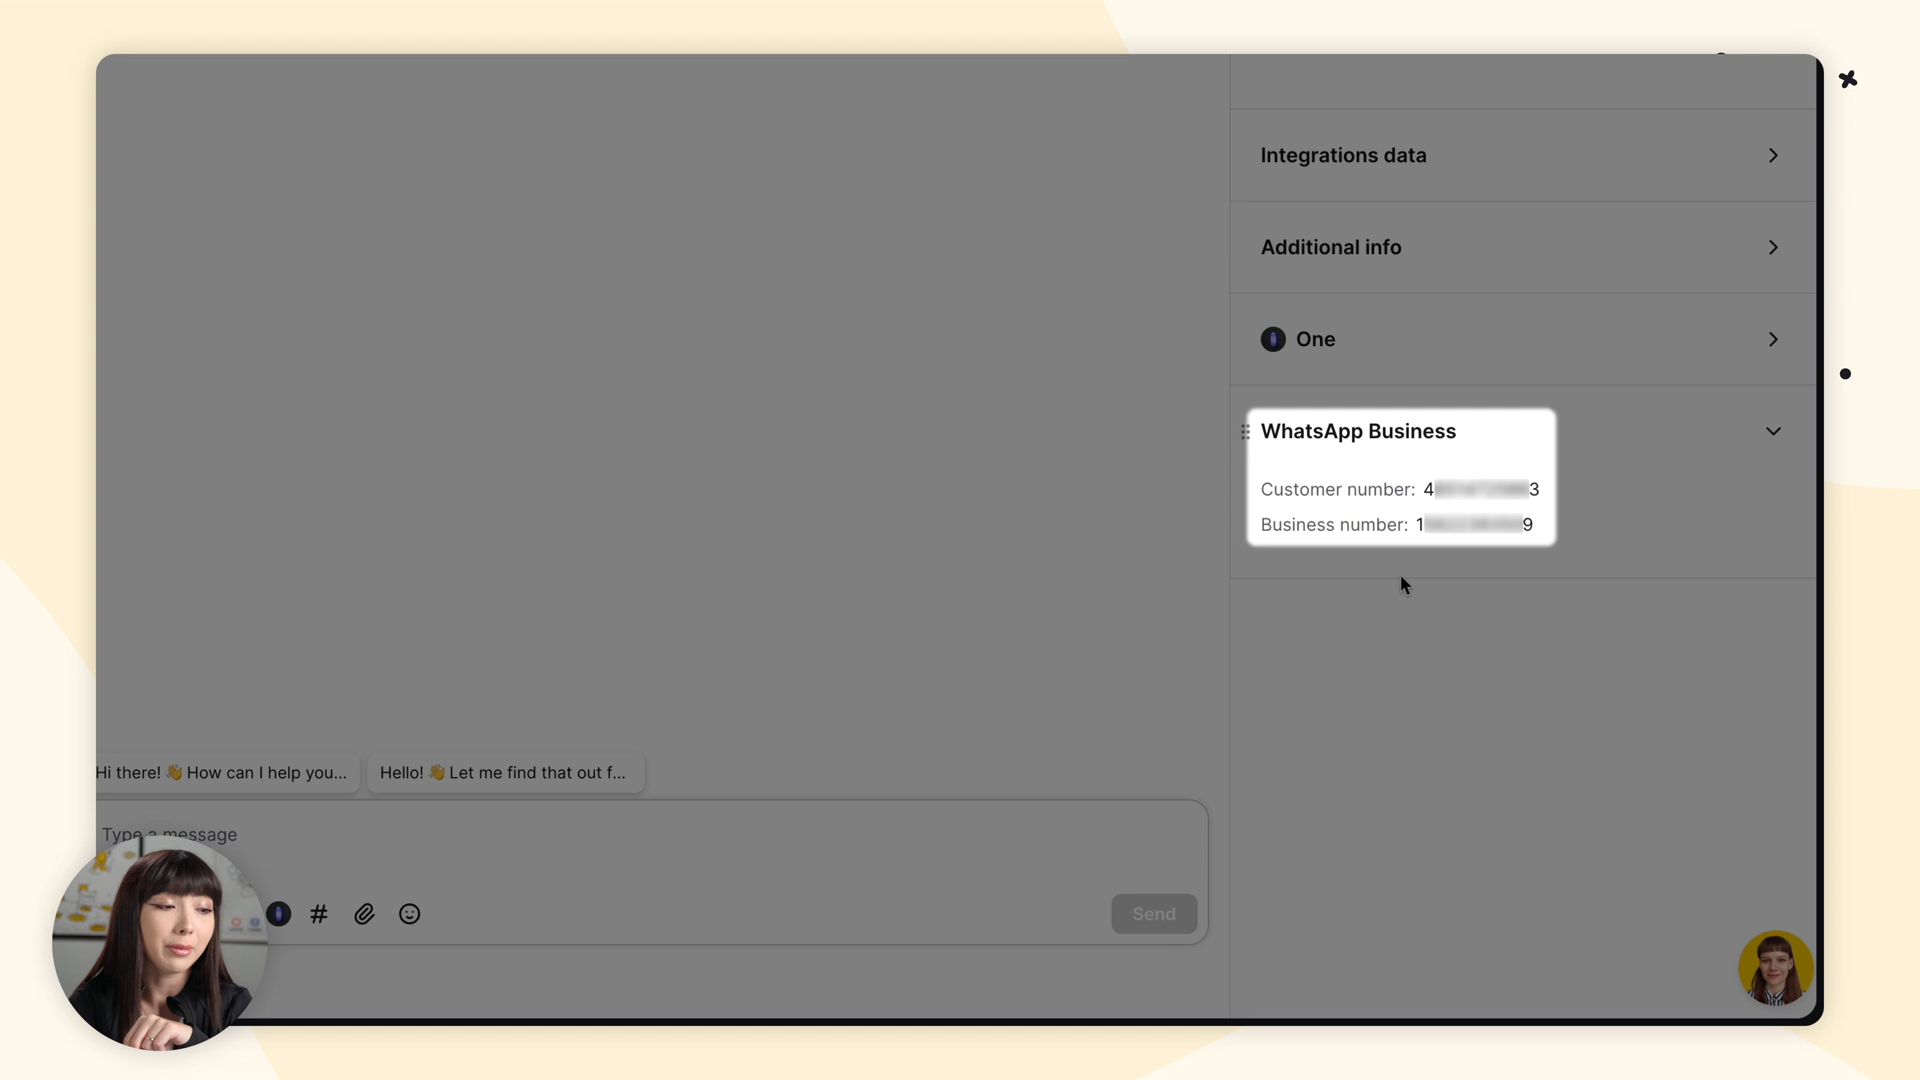 Integrations data
Additional info
One
WhatsApp Business
Customer number: 4 3
Business number: 1 9
Hi there! 👋 How can I help you...
Hello! 👋 Let me find that out f...
Type a message
Send